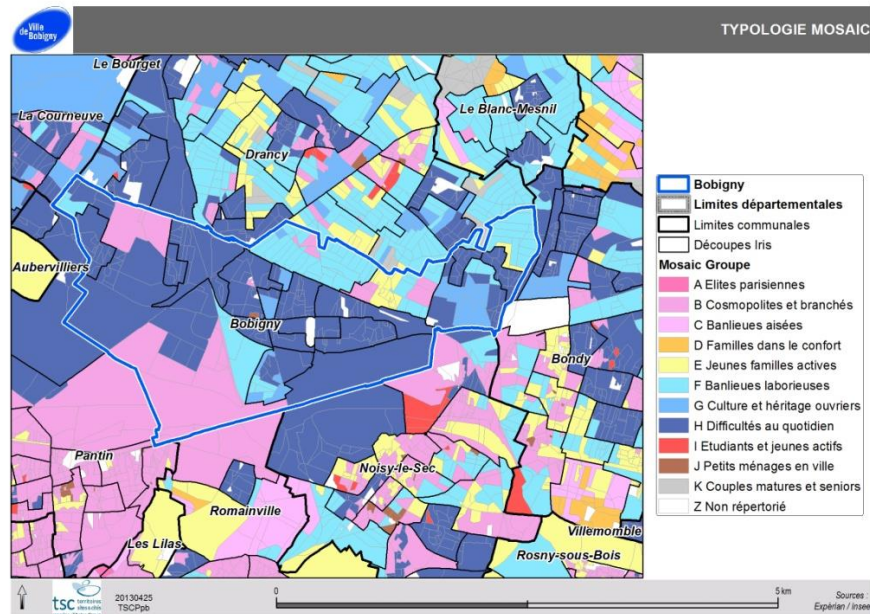 Ville
de Bobigny
TYPOLOGIE MOSAIC
Le Bourget
La Courneuve
Le Blanc-Mesnil
Drancy
Aubervilliers
Bobigny
Bondy
Pantin
Noisy-le-Sec
Romainville
Les Lilas
Villemomble
Rosny-sous-Bois
Bobigny
Limites départementales
Limites communales
Découpes Iris
Mosaic Groupe
A Elites parisiennes
B Cosmopolites et branchés
C Banlieues aisées
D Familles dans le confort
E Jeunes familles actives
F Banlieues laborieuses
G Culture et héritage ouvriers
H Difficultés au quotidien
I Etudiants et jeunes actifs
J Petits ménages en ville
K Couples matures et seniors
Z Non répertorié
tsc territoires
20130425
TSCPpb
0 5 km
Sources :
Expérian / Insee